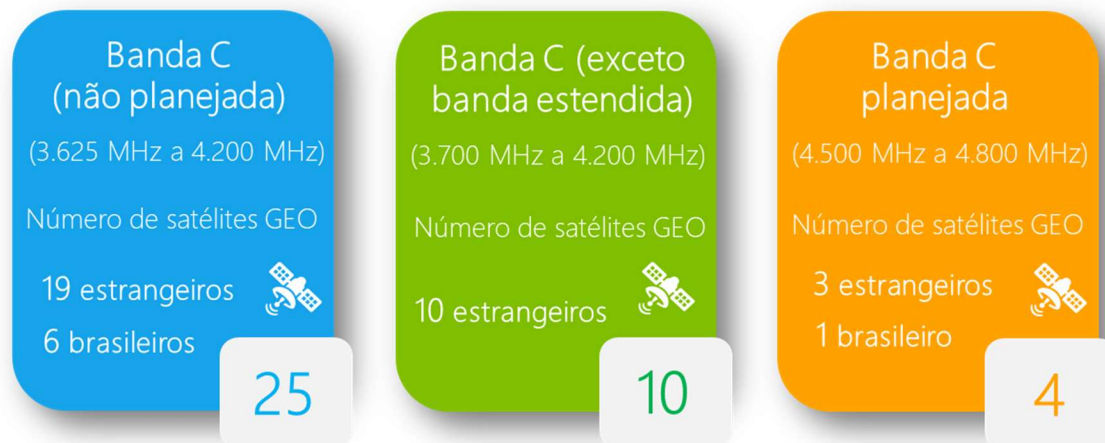 Banda C
(não planejada)
(3.625 MHz a 4.200 MHz)
Número de satélites GEO
19 estrangeiros
6 brasileiros
25
Banda C (exceto
banda estendida)
(3.700 MHz a 4.200 MHz)
Número de satélites GEO
10 estrangeiros
10
Banda C
planejada
(4.500 MHz a 4.800 MHz)
Número de satélites GEO
3 estrangeiros
1 brasileiro
4